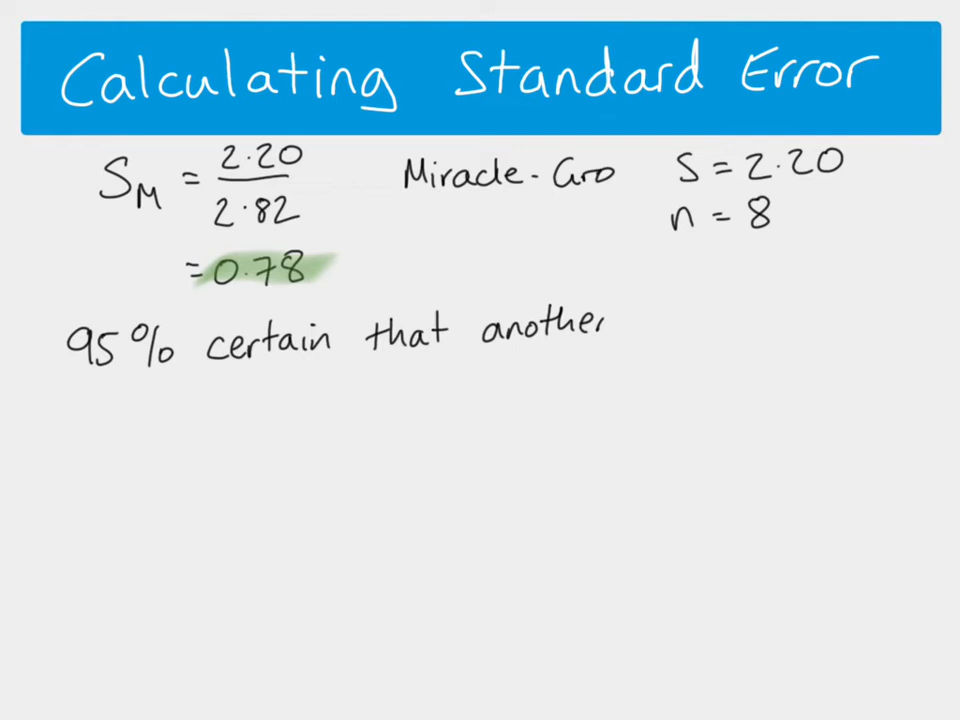 Calculating Standard Error
S_M = 2.20 / 2.82 Miracle-Gro S = 2.20
n = 8
= 0.78
95% certain that another